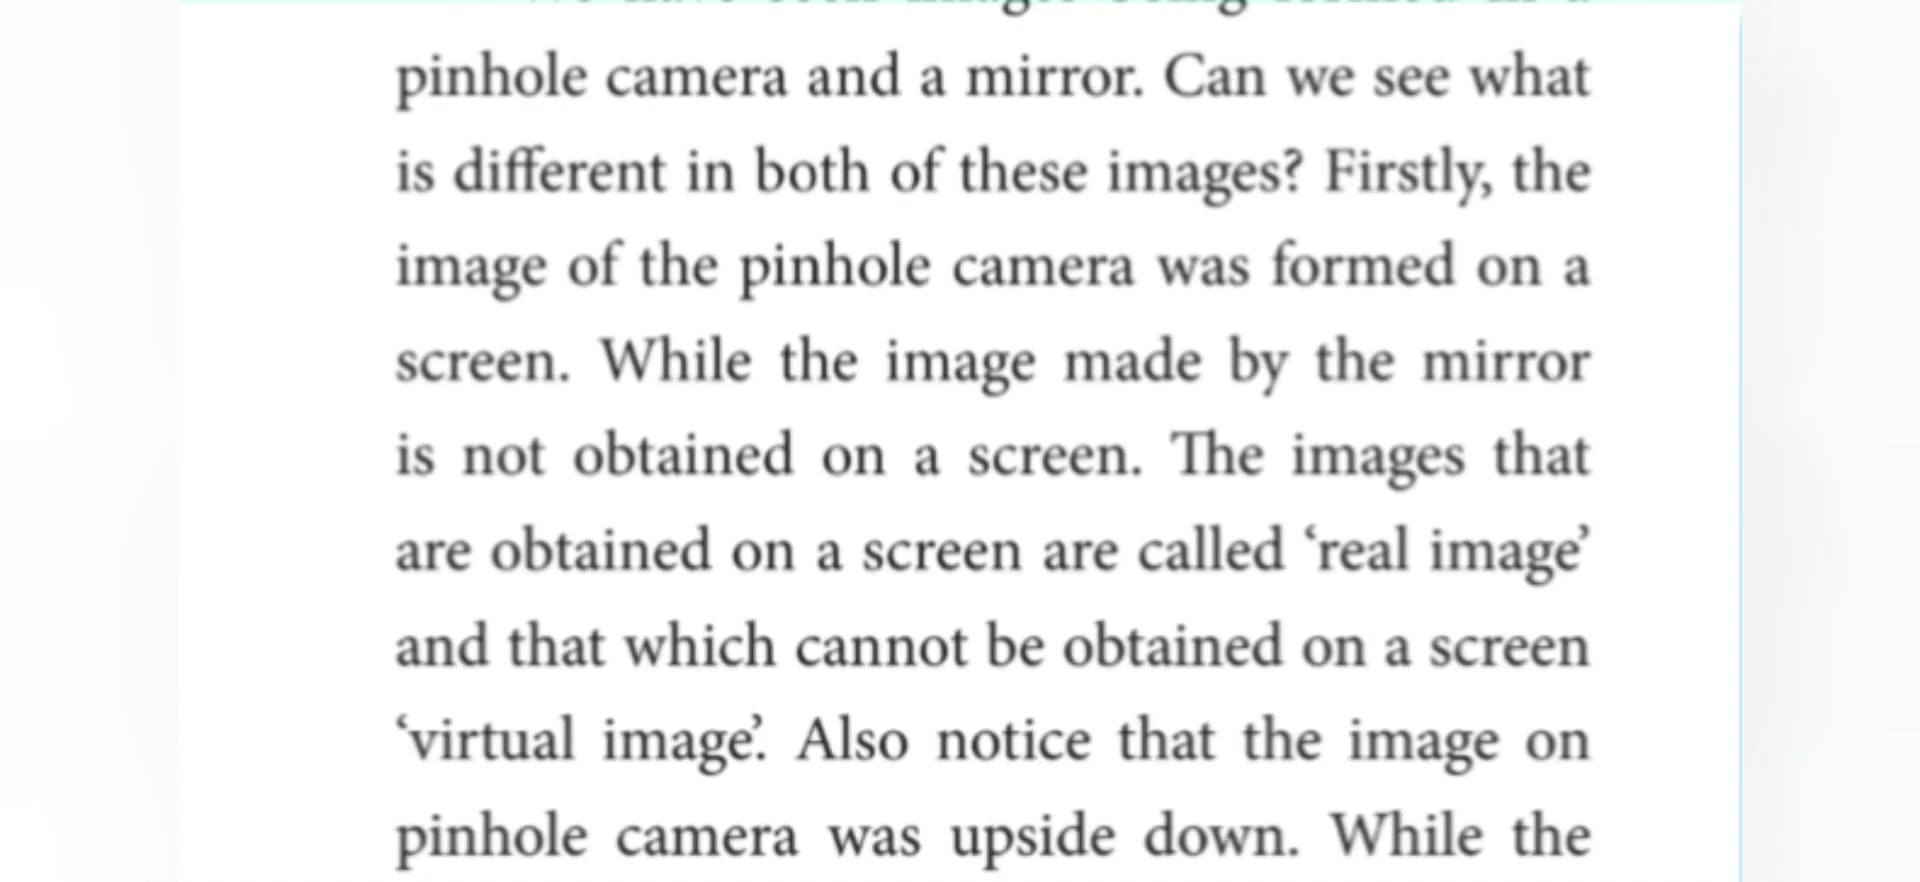 pinhole camera and a mirror. Can we see what
is different in both of these images? Firstly, the
image of the pinhole camera was formed on a
screen. While the image made by the mirror
is not obtained on a screen. The images that
are obtained on a screen are called ‘real image’
and that which cannot be obtained on a screen
‘virtual image’. Also notice that the image on
pinhole camera was upside down. While the